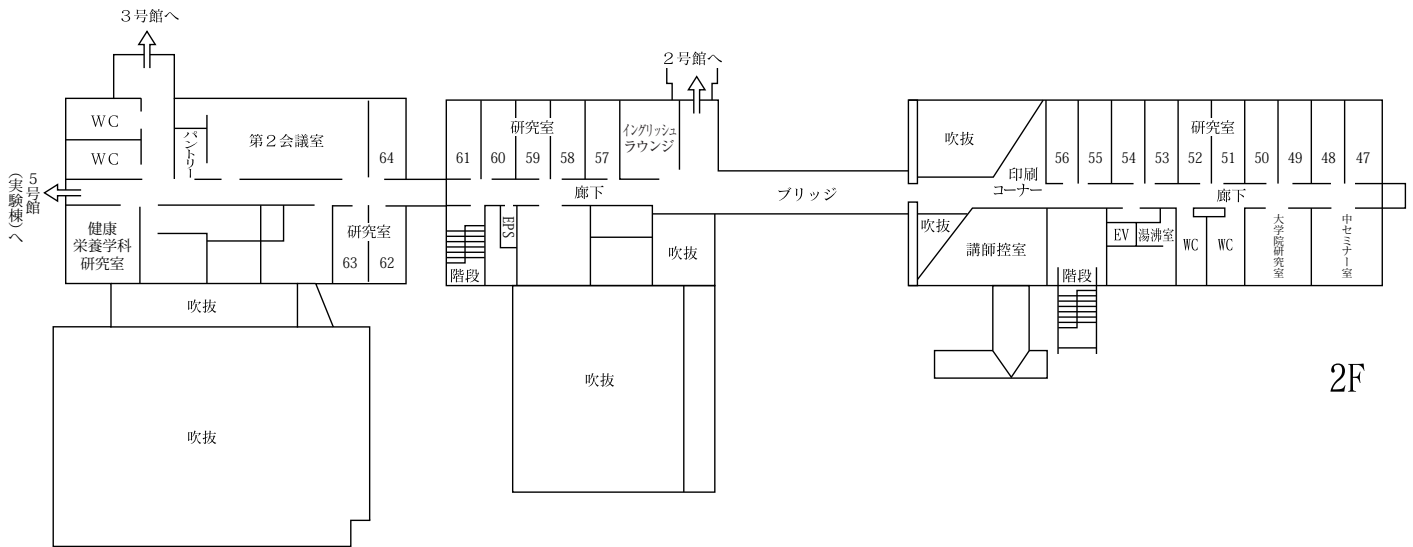 3号館へ
2号館へ
5号館
(実験棟)へ
WC
WC
パントリー
第2会議室
64
健康
栄養学科
研究室
研究室
63
62
吹抜
吹抜
研究室
61
60
59
58
57
イングリッシュ
ラウンジ
廊下
EPS
階段
吹抜
吹抜
ブリッジ
吹抜
吹抜
印刷
コーナー
講師控室
研究室
56
55
54
53
52
51
50
49
48
47
廊下
EV
湯沸室
WC
WC
大学院研究室
中セミナー室
階段
2F